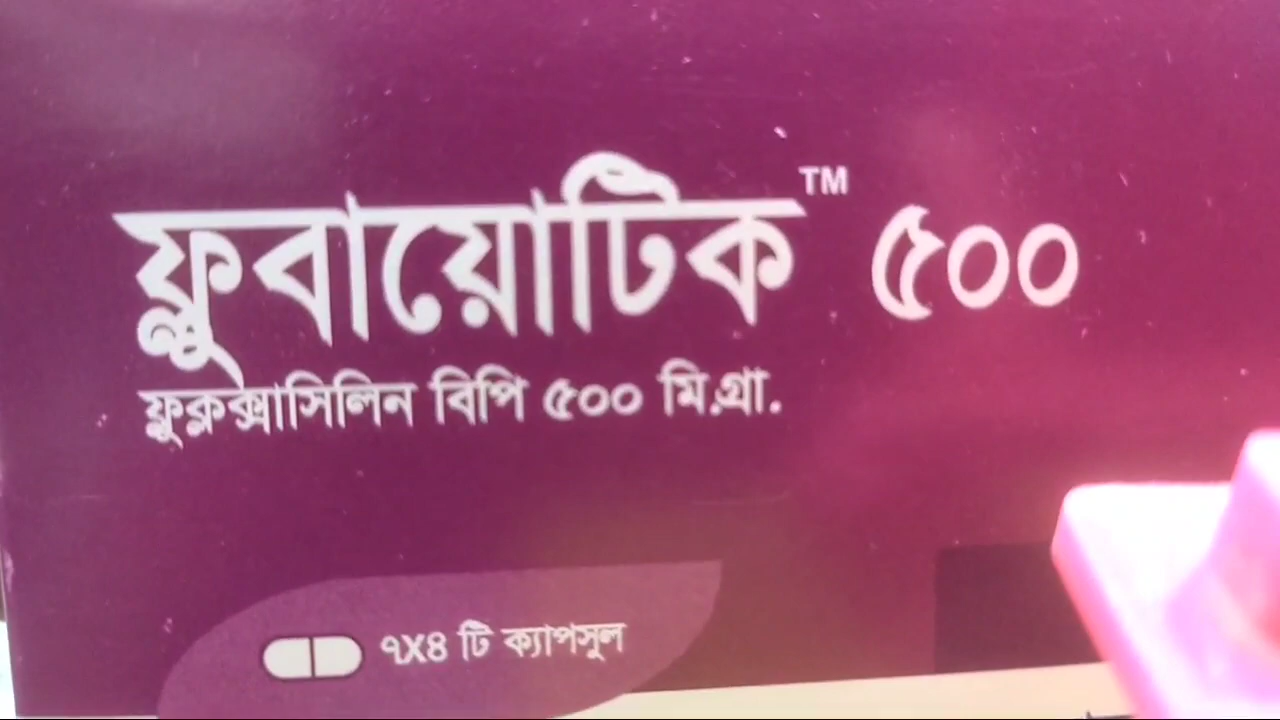 ফ্লুবায়োটিক™ ৫০০
ফ্লুক্লক্সাসিলিন বিপি ৫০০ মি.গ্রা.
৭X৪ টি ক্যাপসুল